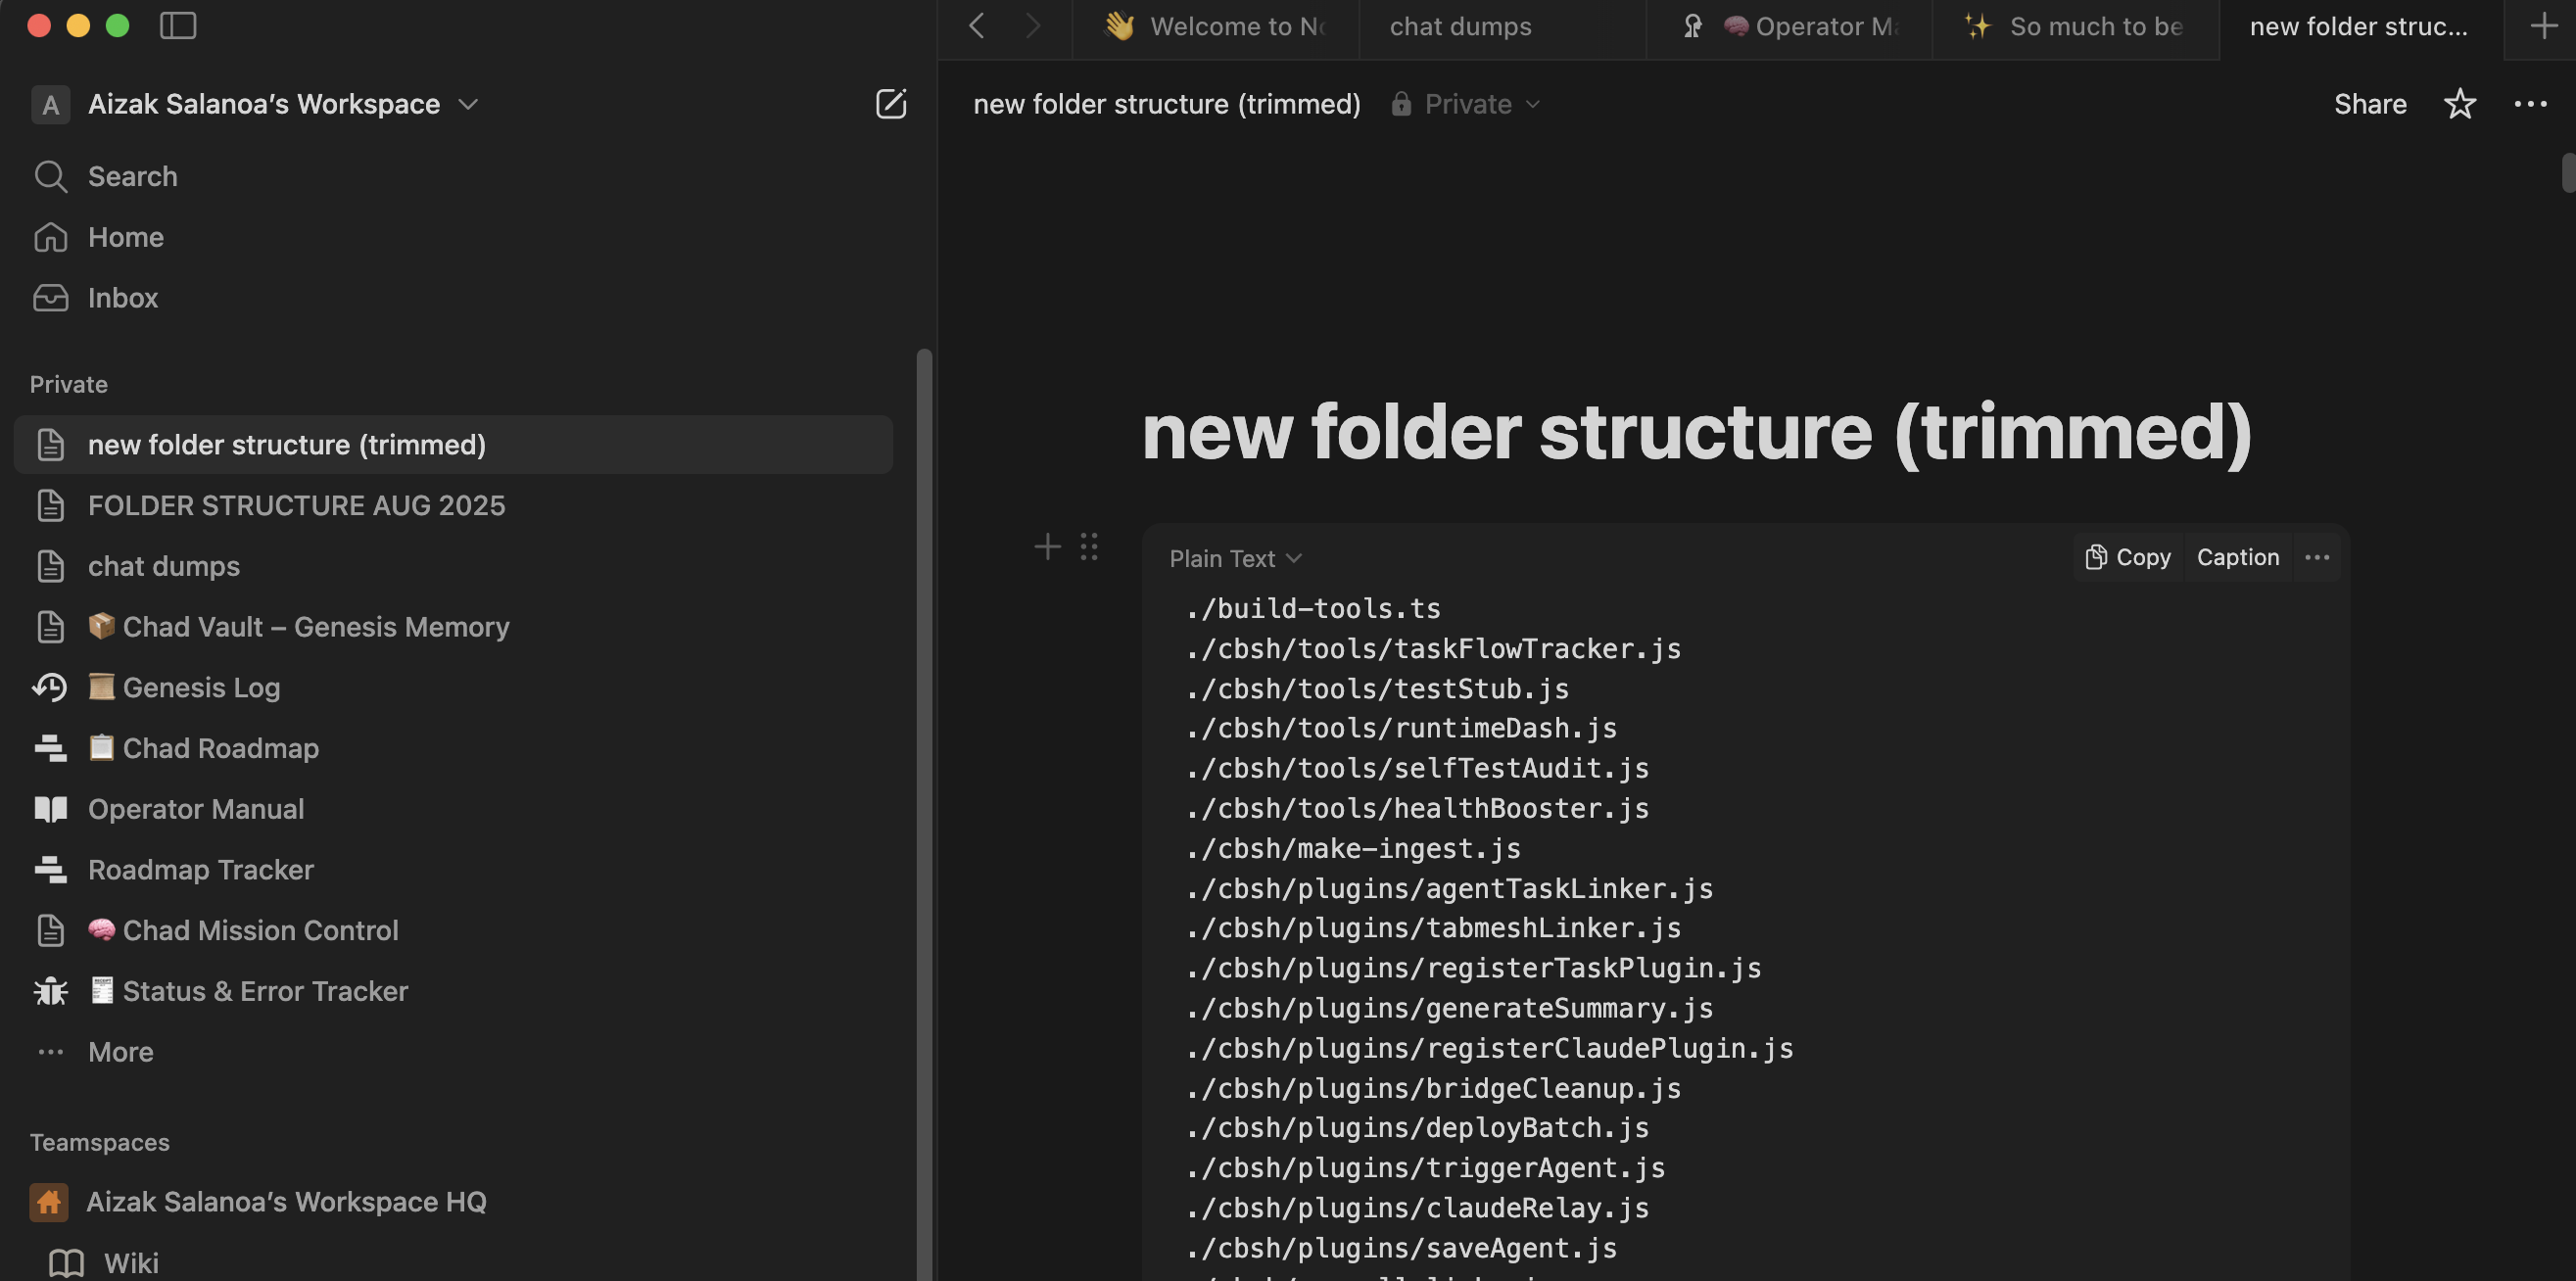 Welcome to No
chat dumps
🧠Operator Ma
So much to be
new folder struc...
Aizak Salanoa’s Workspace
new folder structure (trimmed)
Private
Share
Search
Home
Inbox
Private
new folder structure (trimmed)
FOLDER STRUCTURE AUG 2025
chat dumps
📦Chad Vault – Genesis Memory
📜Genesis Log
📋Chad Roadmap
Operator Manual
Roadmap Tracker
🧠Chad Mission Control
🧾Status & Error Tracker
More
Teamspaces
Aizak Salanoa’s Workspace HQ
Wiki
new folder structure (trimmed)
Plain Text
Copy
Caption
./build-tools.ts
./cbsh/tools/taskFlowTracker.js
./cbsh/tools/testStub.js
./cbsh/tools/runtimeDash.js
./cbsh/tools/selfTestAudit.js
./cbsh/tools/healthBooster.js
./cbsh/make-ingest.js
./cbsh/plugins/agentTaskLinker.js
./cbsh/plugins/tabmeshLinker.js
./cbsh/plugins/registerTaskPlugin.js
./cbsh/plugins/generateSummary.js
./cbsh/plugins/registerClaudePlugin.js
./cbsh/plugins/bridgeCleanup.js
./cbsh/plugins/deployBatch.js
./cbsh/plugins/triggerAgent.js
./cbsh/plugins/claudeRelay.js
./cbsh/plugins/saveAgent.js